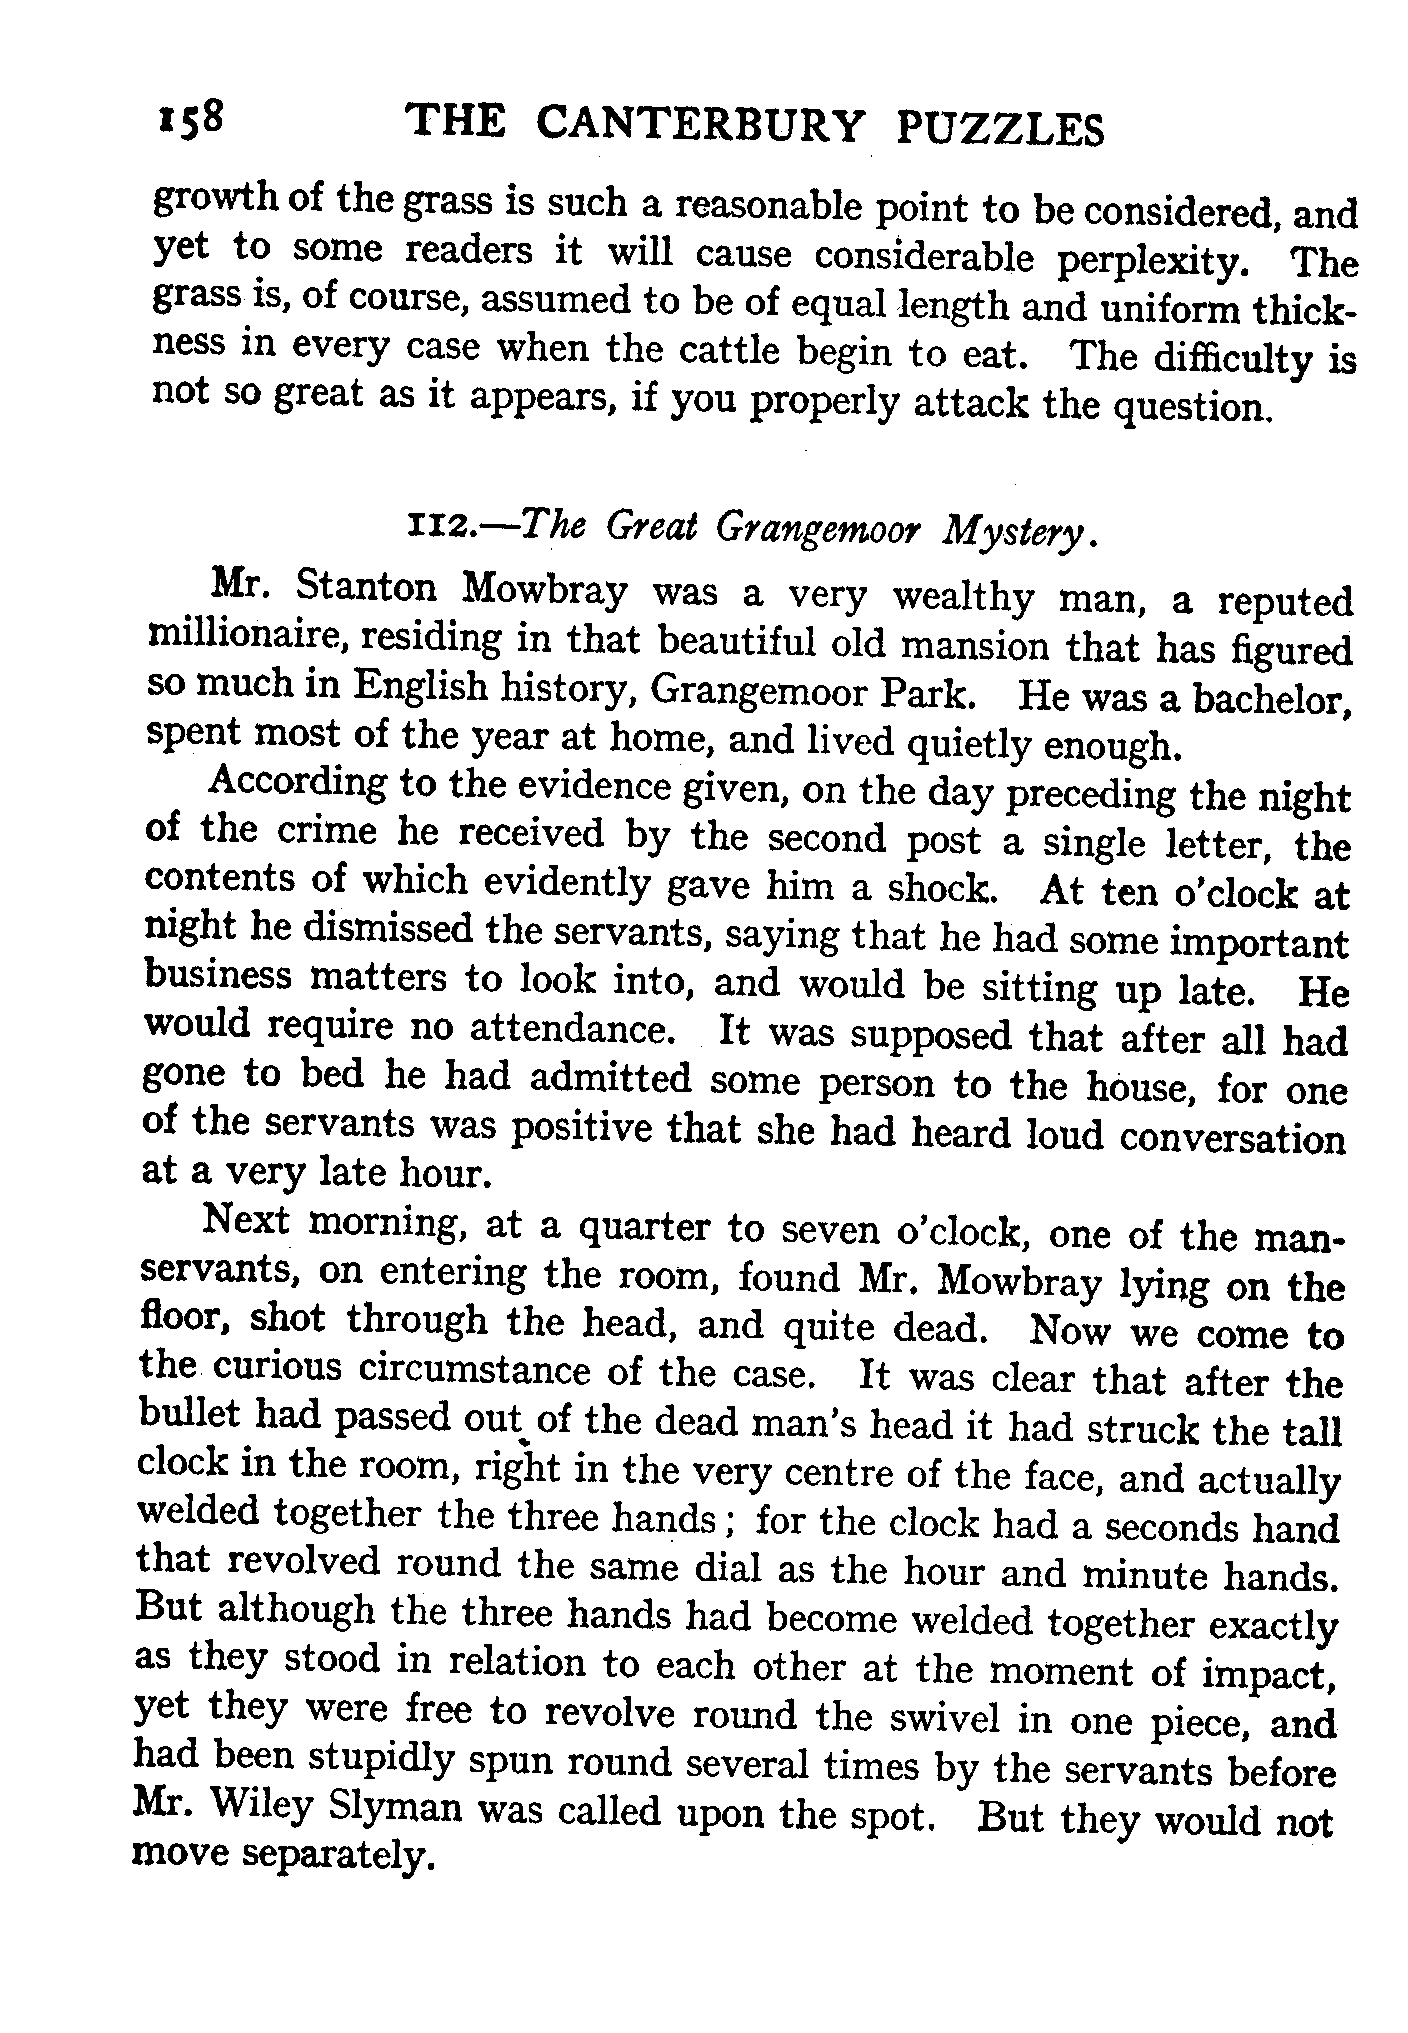 158 THE CANTERBURY PUZZLES
growth of the grass is such a reasonable point to be considered, and
yet to some readers it will cause considerable perplexity. The
grass is, of course, assumed to be of equal length and uniform thick-
ness in every case when the cattle begin to eat. The difficulty is
not so great as it appears, if you properly attack the question.
112.—The Great Grangemoor Mystery.
Mr. Stanton Mowbray was a very wealthy man, a reputed
millionaire, residing in that beautiful old mansion that has figured
so much in English history, Grangemoor Park. He was a bachelor,
spent most of the year at home, and lived quietly enough.
According to the evidence given, on the day preceding the night
of the crime he received by the second post a single letter, the
contents of which evidently gave him a shock. At ten o'clock at
night he dismissed the servants, saying that he had some important
business matters to look into, and would be sitting up late. He
would require no attendance. It was supposed that after all had
gone to bed he had admitted some person to the house, for one
of the servants was positive that she had heard loud conversation
at a very late hour.
Next morning, at a quarter to seven o'clock, one of the man-
servants, on entering the room, found Mr. Mowbray lying on the
floor, shot through the head, and quite dead. Now we come to
the curious circumstance of the case. It was clear that after the
bullet had passed out of the dead man's head it had struck the tall
clock in the room, right in the very centre of the face, and actually
welded together the three hands; for the clock had a seconds hand
that revolved round the same dial as the hour and minute hands.
But although the three hands had become welded together exactly
as they stood in relation to each other at the moment of impact,
yet they were free to revolve round the swivel in one piece, and
had been stupidly spun round several times by the servants before
Mr. Wiley Slyman was called upon the spot. But they would not
move separately.